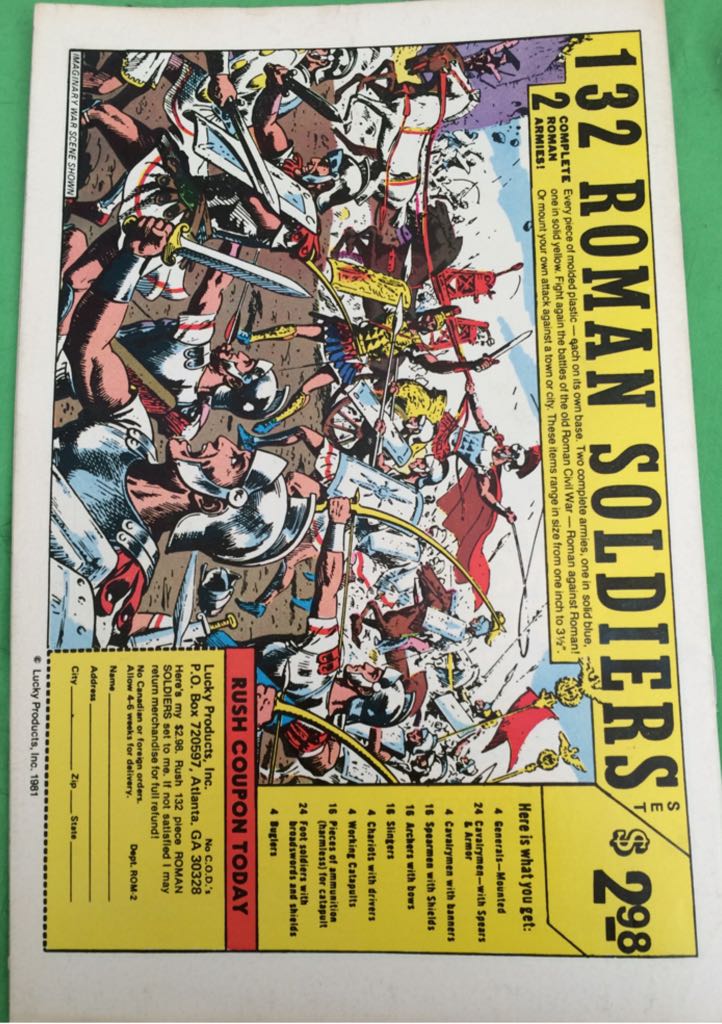 132 ROMAN SOLDIERS
SET
$2.98
2 COMPLETE
ROMAN
ARMIES!
Every piece of molded plastic — each on its own base. Two complete armies, one in solid blue,
one in solid yellow. Fight again the battles of the old Roman Civil War — Roman against Roman!
Or mount your own attack against a town or city. These items range in size from one inch to 3½"
IMAGINARY WAR SCENE SHOWN
Here is what you get:
4 Generals—Mounted
24 Cavalrymen—with Spears
& Armor
4 Cavalrymen with banners
16 Spearmen with Shields
16 Archers with bows
16 Slingers
4 Chariots with drivers
4 Working Catapults
16 Pieces of ammunition
(harmless) for catapult
24 Foot soldiers with
broadswords and shields
4 Buglers
RUSH COUPON TODAY
Lucky Products, Inc. No C.O.D.'s
P.O. Box 720597, Atlanta, GA 30328
Here's my $2.98. Rush 132 piece ROMAN
SOLDIERS set to me. If not satisfied I may
return merchandise for full refund!
No Canadian or foreign orders. Dept. ROM-2
Allow 4-6 weeks for delivery.
Name
Address
City Zip State
© Lucky Products, Inc. 1981